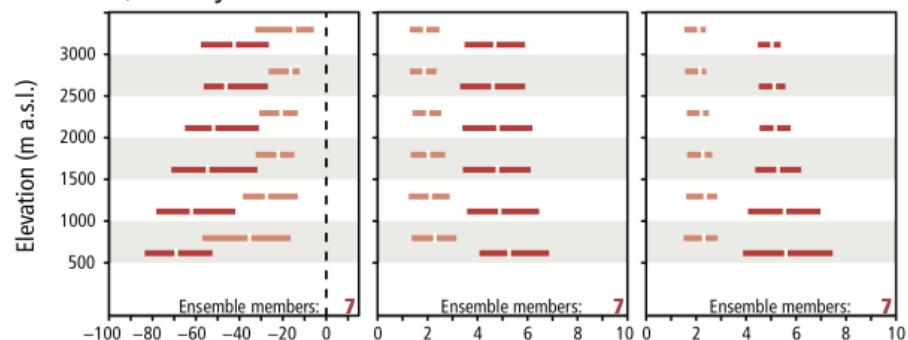 Elevation (m a.s.l.)
3000
2500
2000
1500
1000
500
Ensemble members: 7
Ensemble members: 7
Ensemble members: 7
−100 −80 −60 −40 −20 0
0 2 4 6 8 10
0 2 4 6 8 10